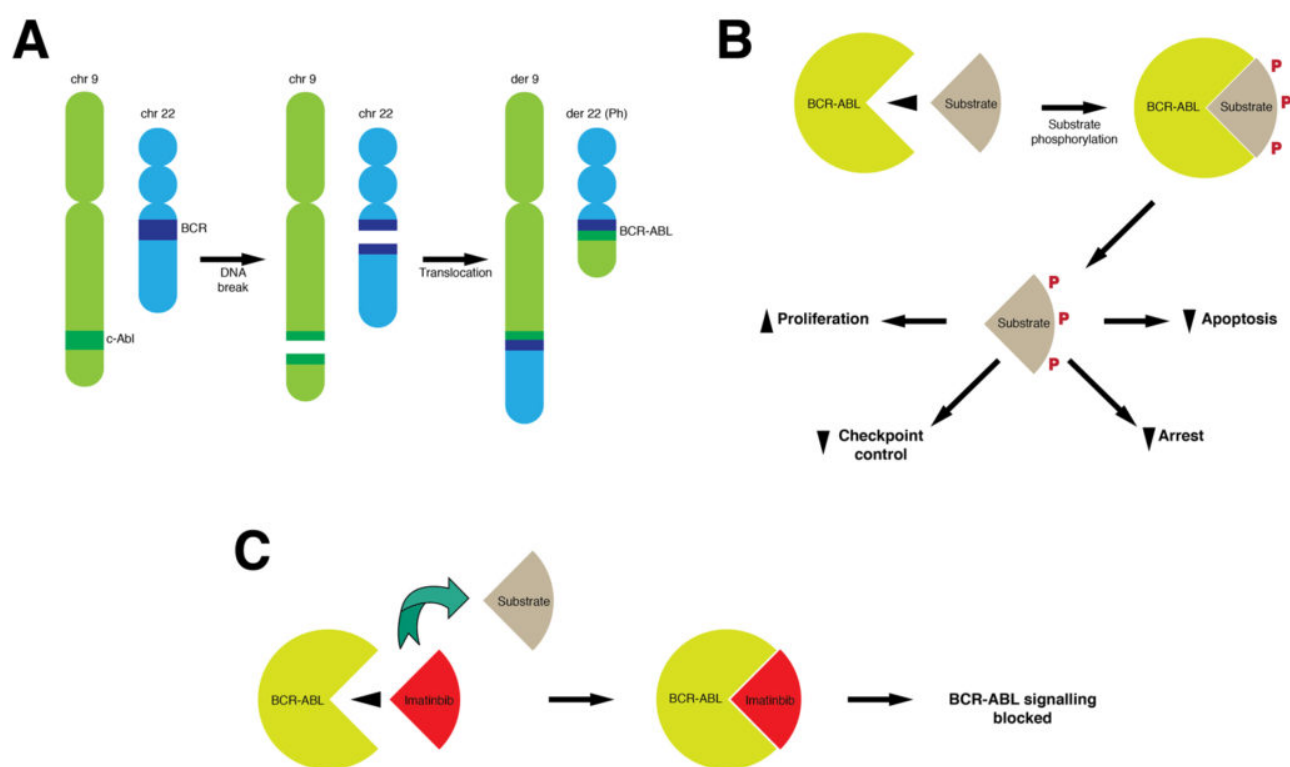 A
chr 9
chr 22
BCR
c-Abl
DNA
break
chr 9
chr 22
Translocation
der 9
der 22 (Ph)
BCR-ABL
B
BCR-ABL
Substrate
Substrate
phosphorylation
BCR-ABL
Substrate
P
P
P
Substrate
P
P
P
Proliferation
Apoptosis
Checkpoint
control
Arrest
C
Substrate
BCR-ABL
Imatinbib
BCR-ABL
Imatinbib
BCR-ABL signalling
blocked